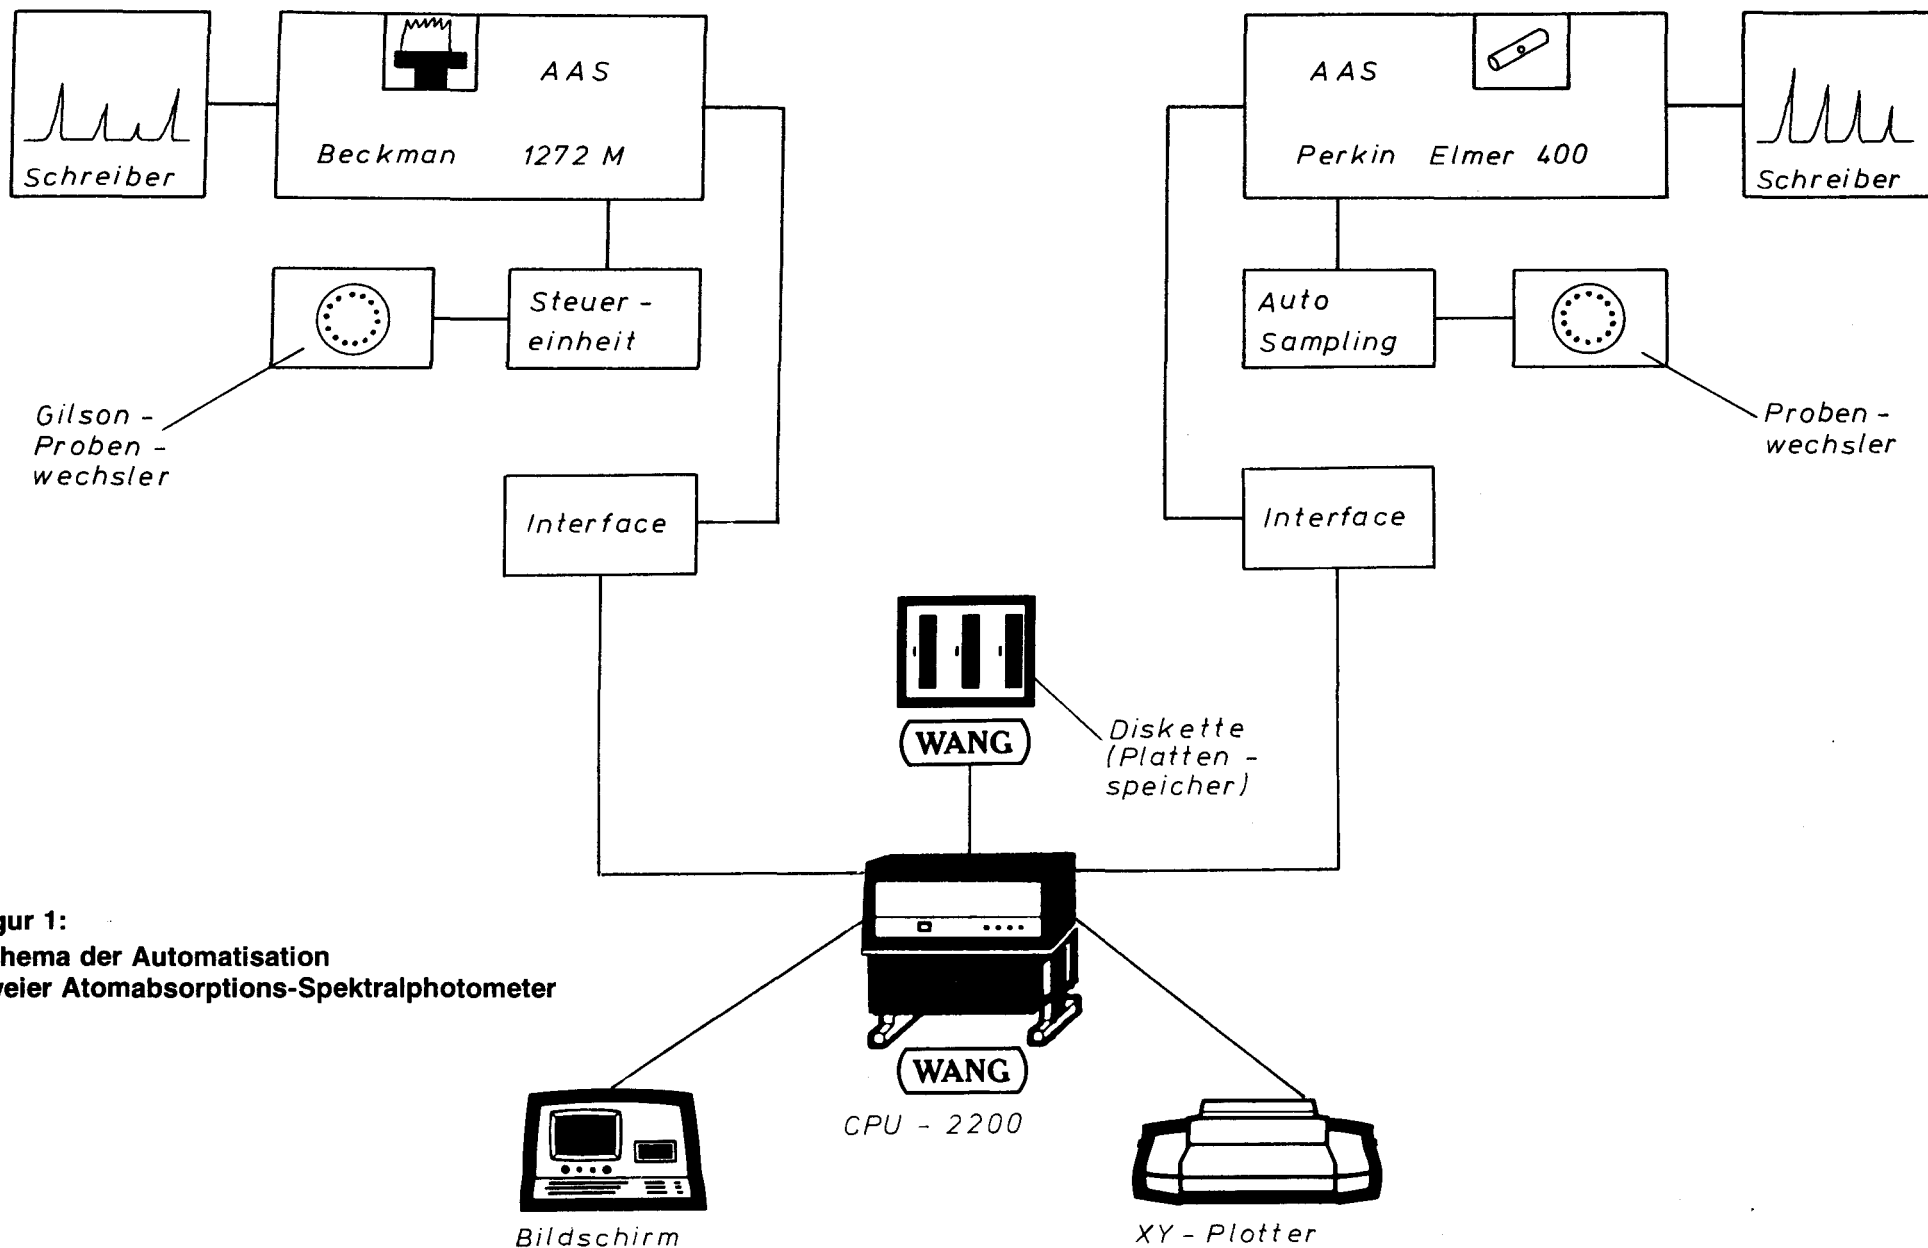 AAS
Beckman 1272 M
Schreiber
AAS
Perkin Elmer 400
Schreiber
Steuer -
einheit
Gilson -
Proben -
wechsler
Auto
Sampling
Proben -
wechsler
Interface
Interface
WANG
Diskette
(Platten -
speicher)
gur 1:
hema der Automatisation
eier Atomabsorptions-Spektralphotometer
WANG
CPU - 2200
Bildschirm
XY - Plotter